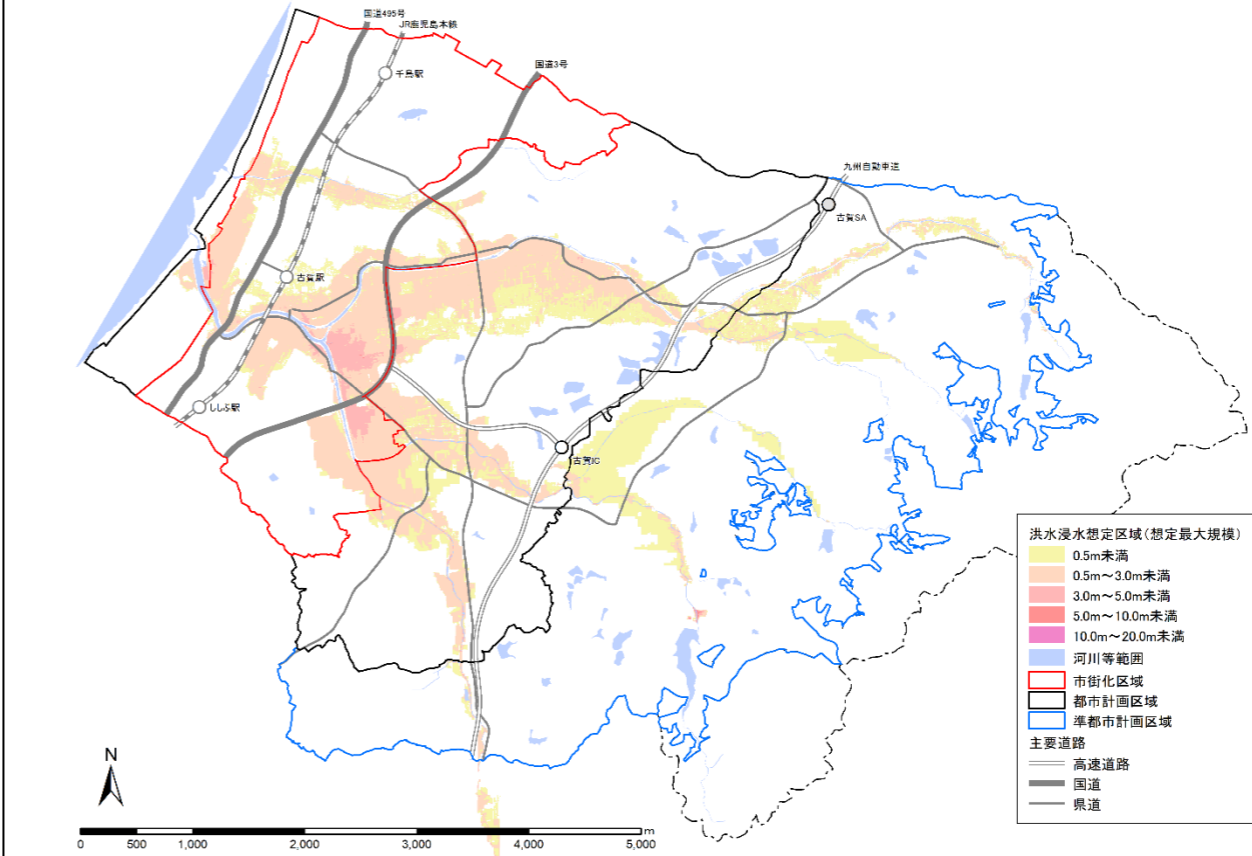 国道495号
JR鹿児島本線
国道3号
千鳥駅
九州自動車道
古賀SA
古賀駅
ししぶ駅
古賀IC
洪水浸水想定区域(想定最大規模)
0.5m未満
0.5m～3.0m未満
3.0m～5.0m未満
5.0m～10.0m未満
10.0m～20.0m未満
河川等範囲
市街化区域
都市計画区域
準都市計画区域
主要道路
高速道路
国道
県道
N
m
0 500 1,000 2,000 3,000 4,000 5,000